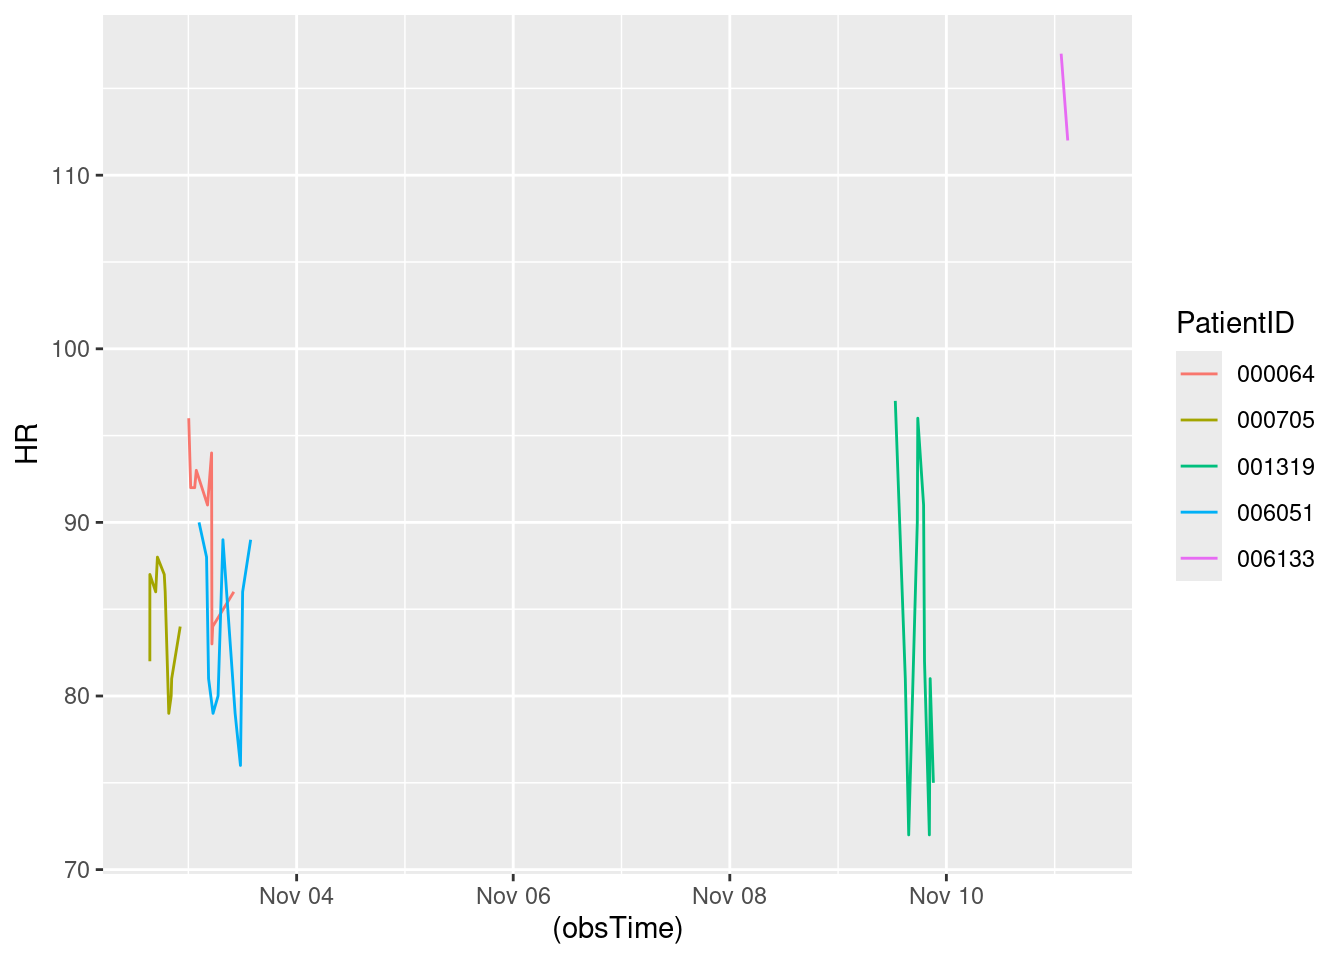 HR
110
100
90
80
70
Nov 04
Nov 06
Nov 08
Nov 10
(obsTime)
PatientID
000064
000705
001319
006051
006133